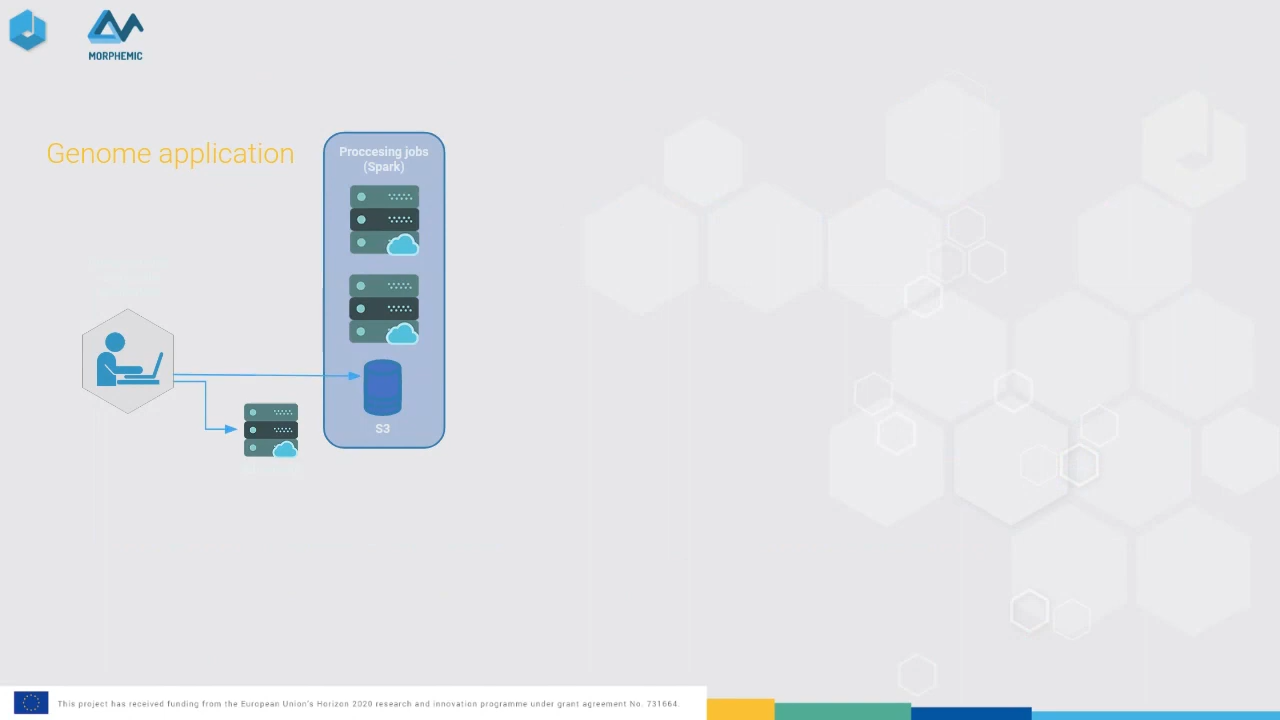 MORPHEMIC
Genome application
Proccesing jobs
(Spark)
S3
This project has received funding from the European Union's Horizon 2020 research and innovation programme under grant agreement No. 731664.